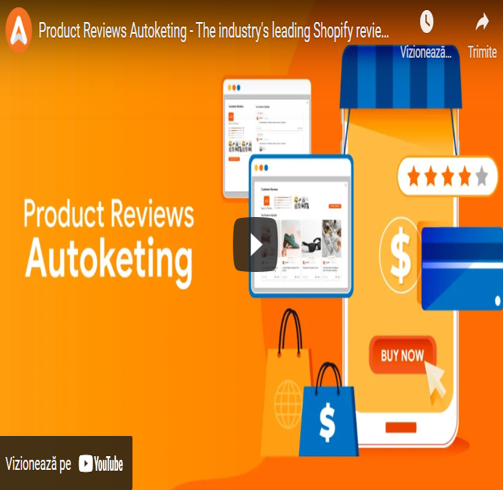 Product Reviews Autoketing - The industry's leading Shopify revie...
Vizionează...
Trimite
Product Reviews
Autoketing
$
BUY NOW
$
Vizionează pe YouTube